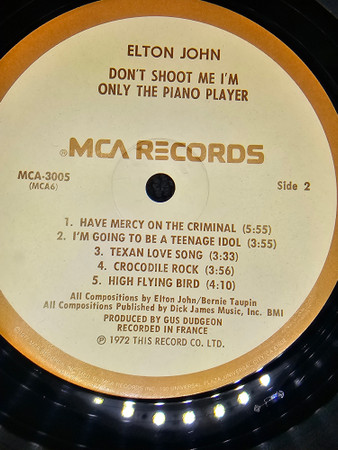 ELTON JOHN
DON'T SHOOT ME I'M
ONLY THE PIANO PLAYER
®MCA RECORDS
MCA-3005
(MCA6)
Side 2
1. HAVE MERCY ON THE CRIMINAL (5:55)
2. I'M GOING TO BE A TEENAGE IDOL (3:55)
3. TEXAN LOVE SONG (3:33)
4. CROCODILE ROCK (3:56)
5. HIGH FLYING BIRD (4:10)
All Compositions by Elton John/Bernie Taupin
All Compositions Published by Dick James Music, Inc. BMI
PRODUCED BY GUS DUDGEON
RECORDED IN FRANCE
℗ 1972 THIS RECORD CO. LTD.